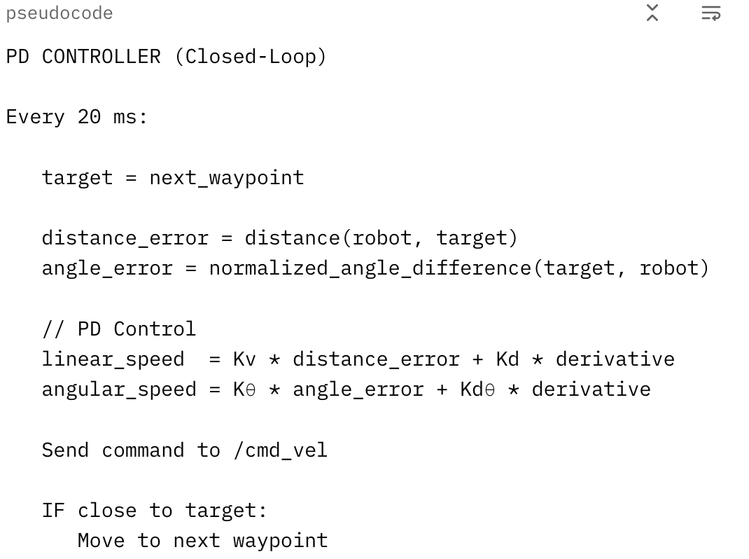 pseudocode
PD CONTROLLER (Closed-Loop)
Every 20 ms:
target = next_waypoint
distance_error = distance(robot, target)
angle_error = normalized_angle_difference(target, robot)
// PD Control
linear_speed  = Kv * distance_error + Kd * derivative
angular_speed = Kθ * angle_error + Kdθ * derivative
Send command to /cmd_vel
IF close to target:
Move to next waypoint